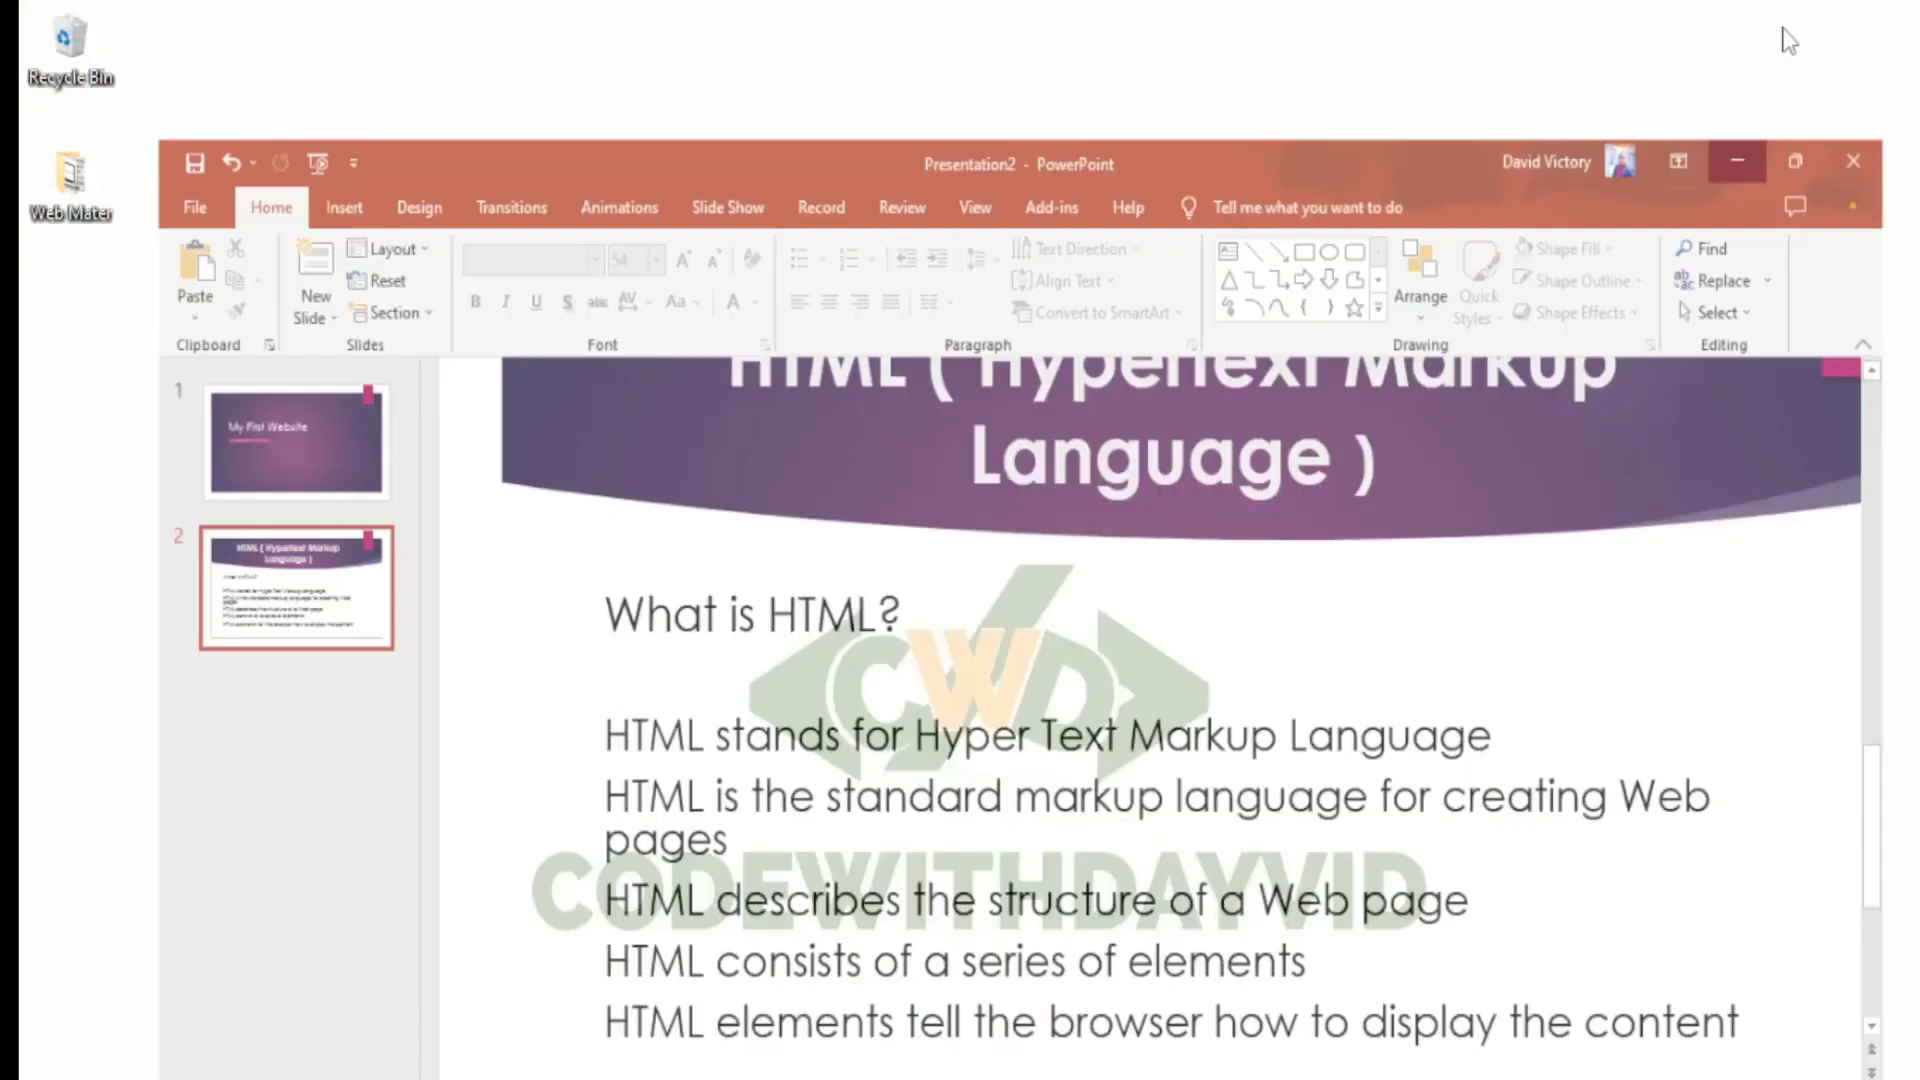 Recycle Bin
Web Mater
Presentation2 - PowerPoint
David Victory
File Home Insert Design Transitions Animations Slide Show Record Review View Add-ins Help Tell me what you want to do
Paste
New
Slide
Layout
Reset
Section
54
B I U S abc AV Aa A
Text Direction
Align Text
Convert to SmartArt
Arrange
Quick
Styles
Shape Fill
Shape Outline
Shape Effects
Find
Replace
Select
Clipboard Slides Font Paragraph Drawing Editing
1
My First Website
2
HTML ( Hypertext Markup
Language )
HTML ( Hypertext Markup
Language )
What is HTML?
CWD
HTML stands for Hyper Text Markup Language
HTML is the standard markup language for creating Web
pages
CODEWITHDAYVID
HTML describes the structure of a Web page
HTML consists of a series of elements
HTML elements tell the browser how to display the content